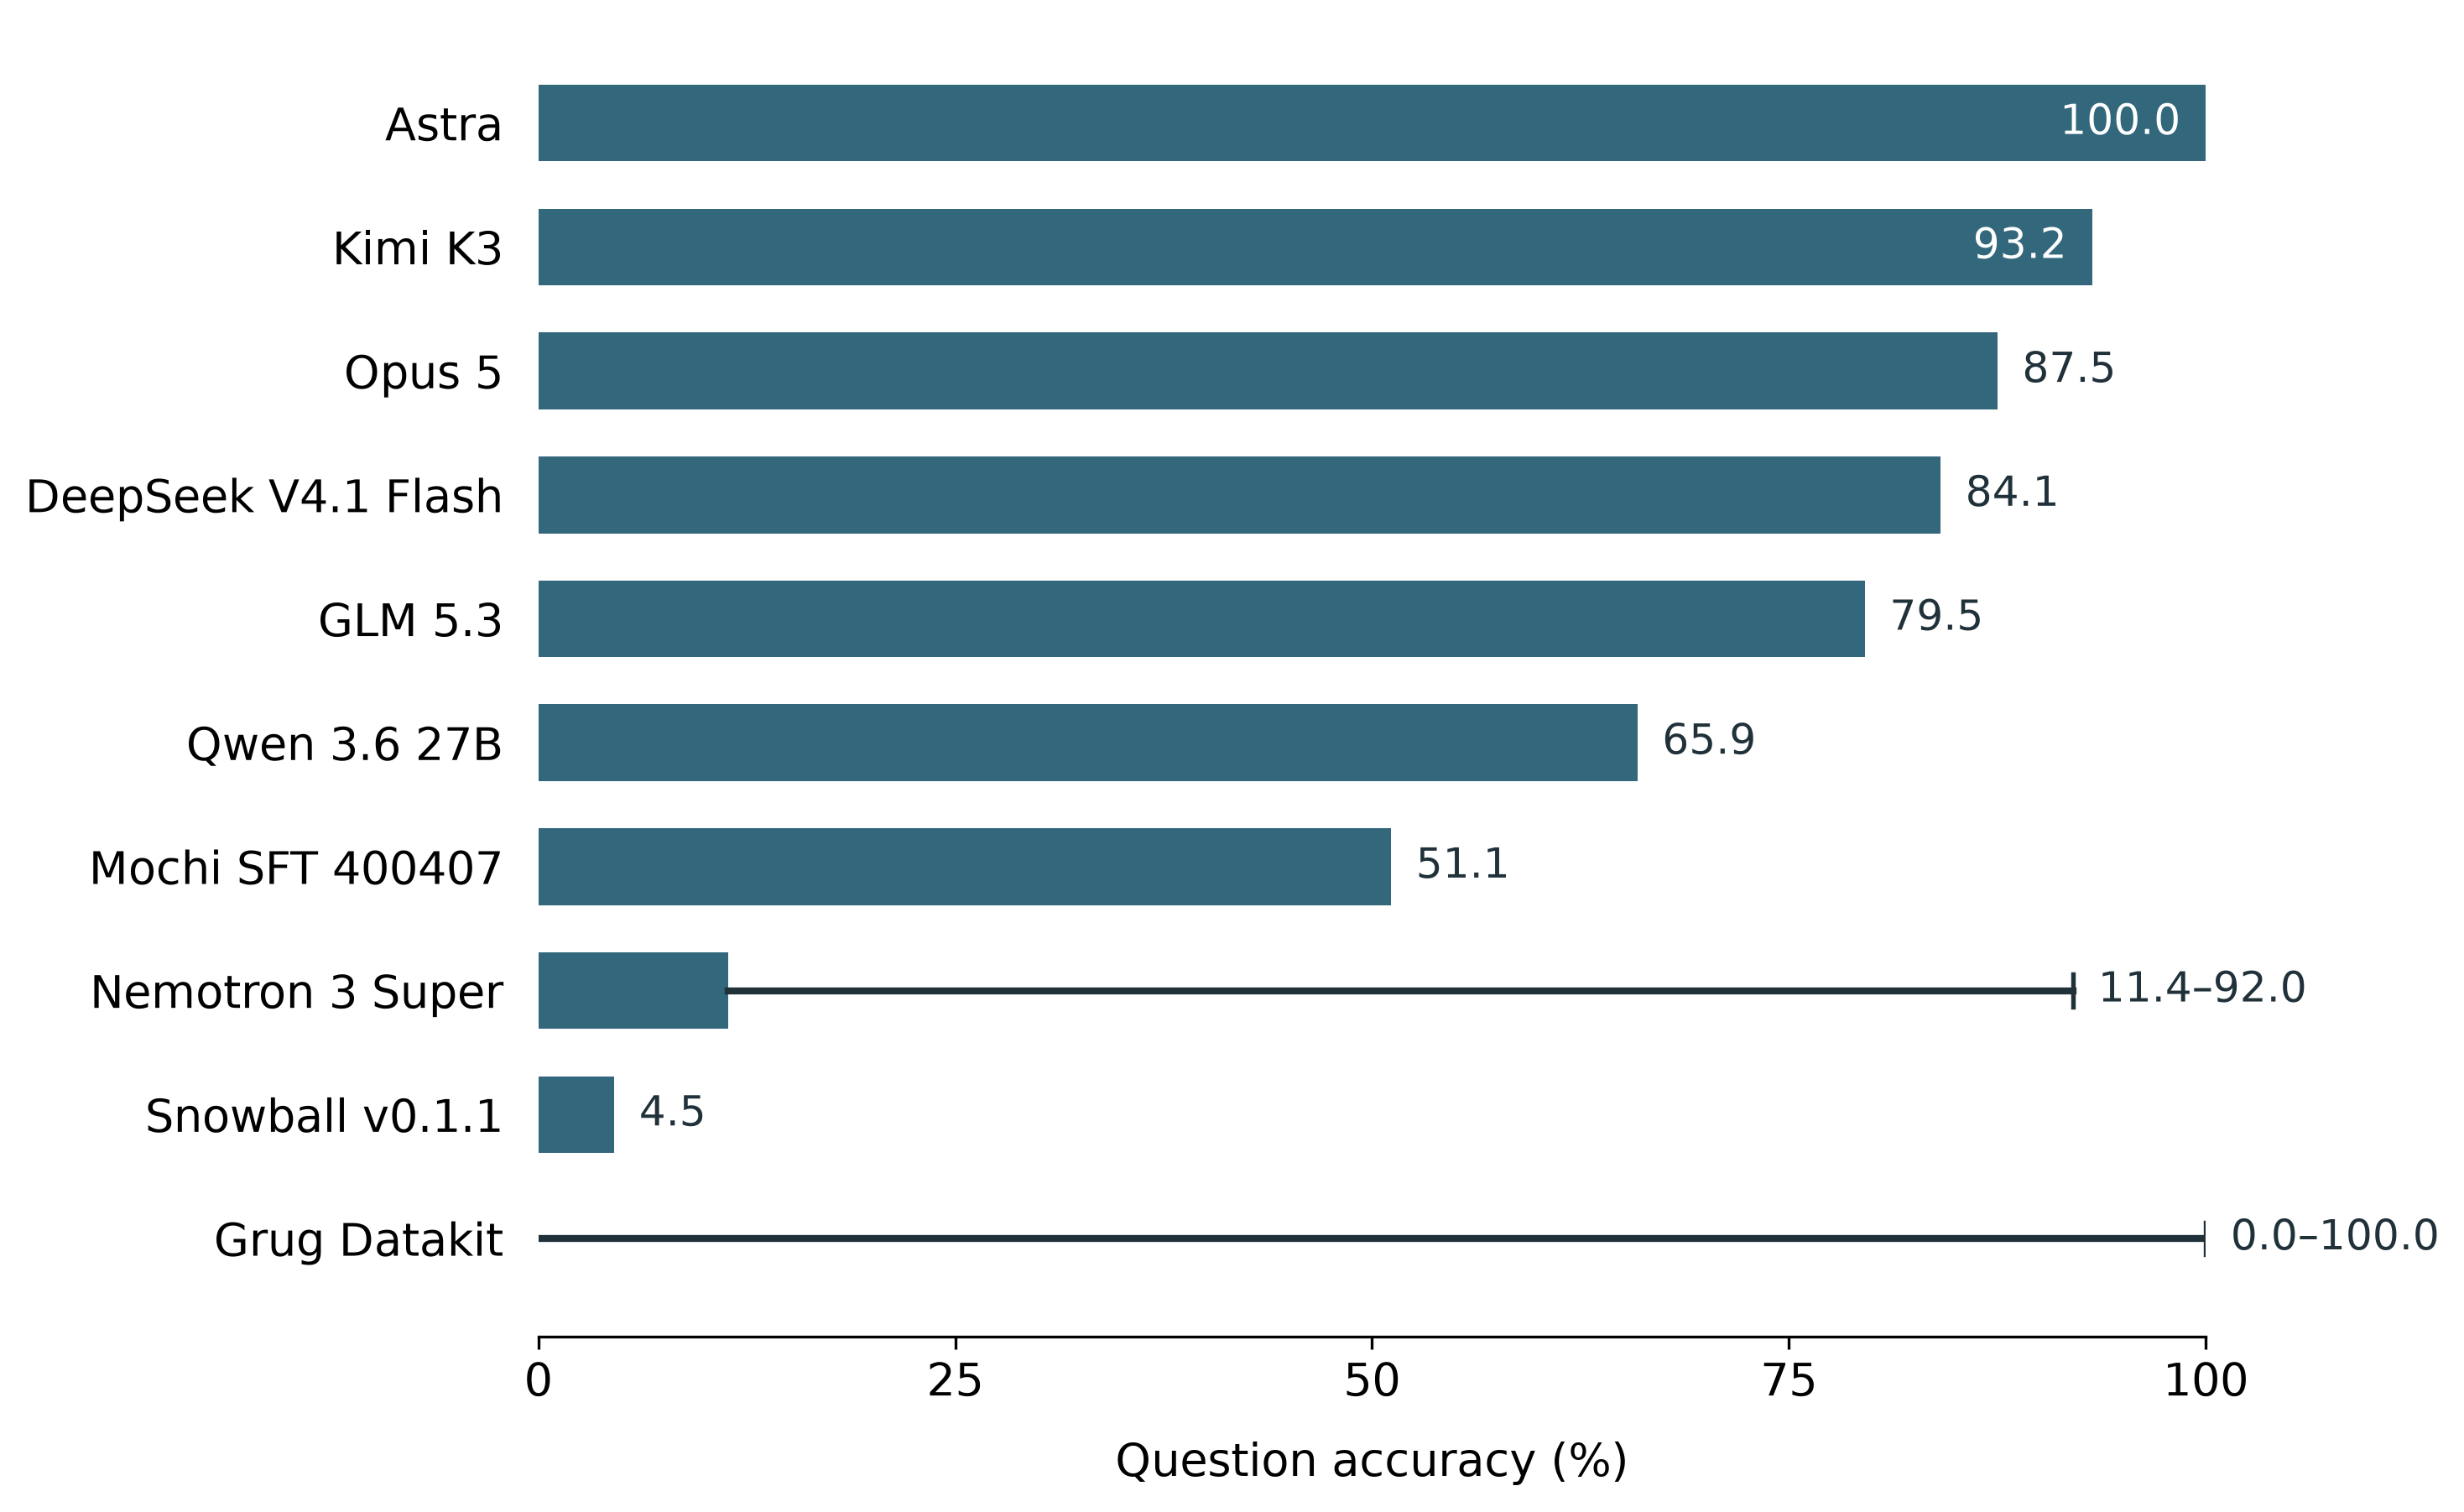 Astra 100.0
Kimi K3 93.2
Opus 5 87.5
DeepSeek V4.1 Flash 84.1
GLM 5.3 79.5
Qwen 3.6 27B 65.9
Mochi SFT 400407 51.1
Nemotron 3 Super 11.4–92.0
Snowball v0.1.1 4.5
Grug Datakit 0.0–100.0
0 25 50 75 100
Question accuracy (%)